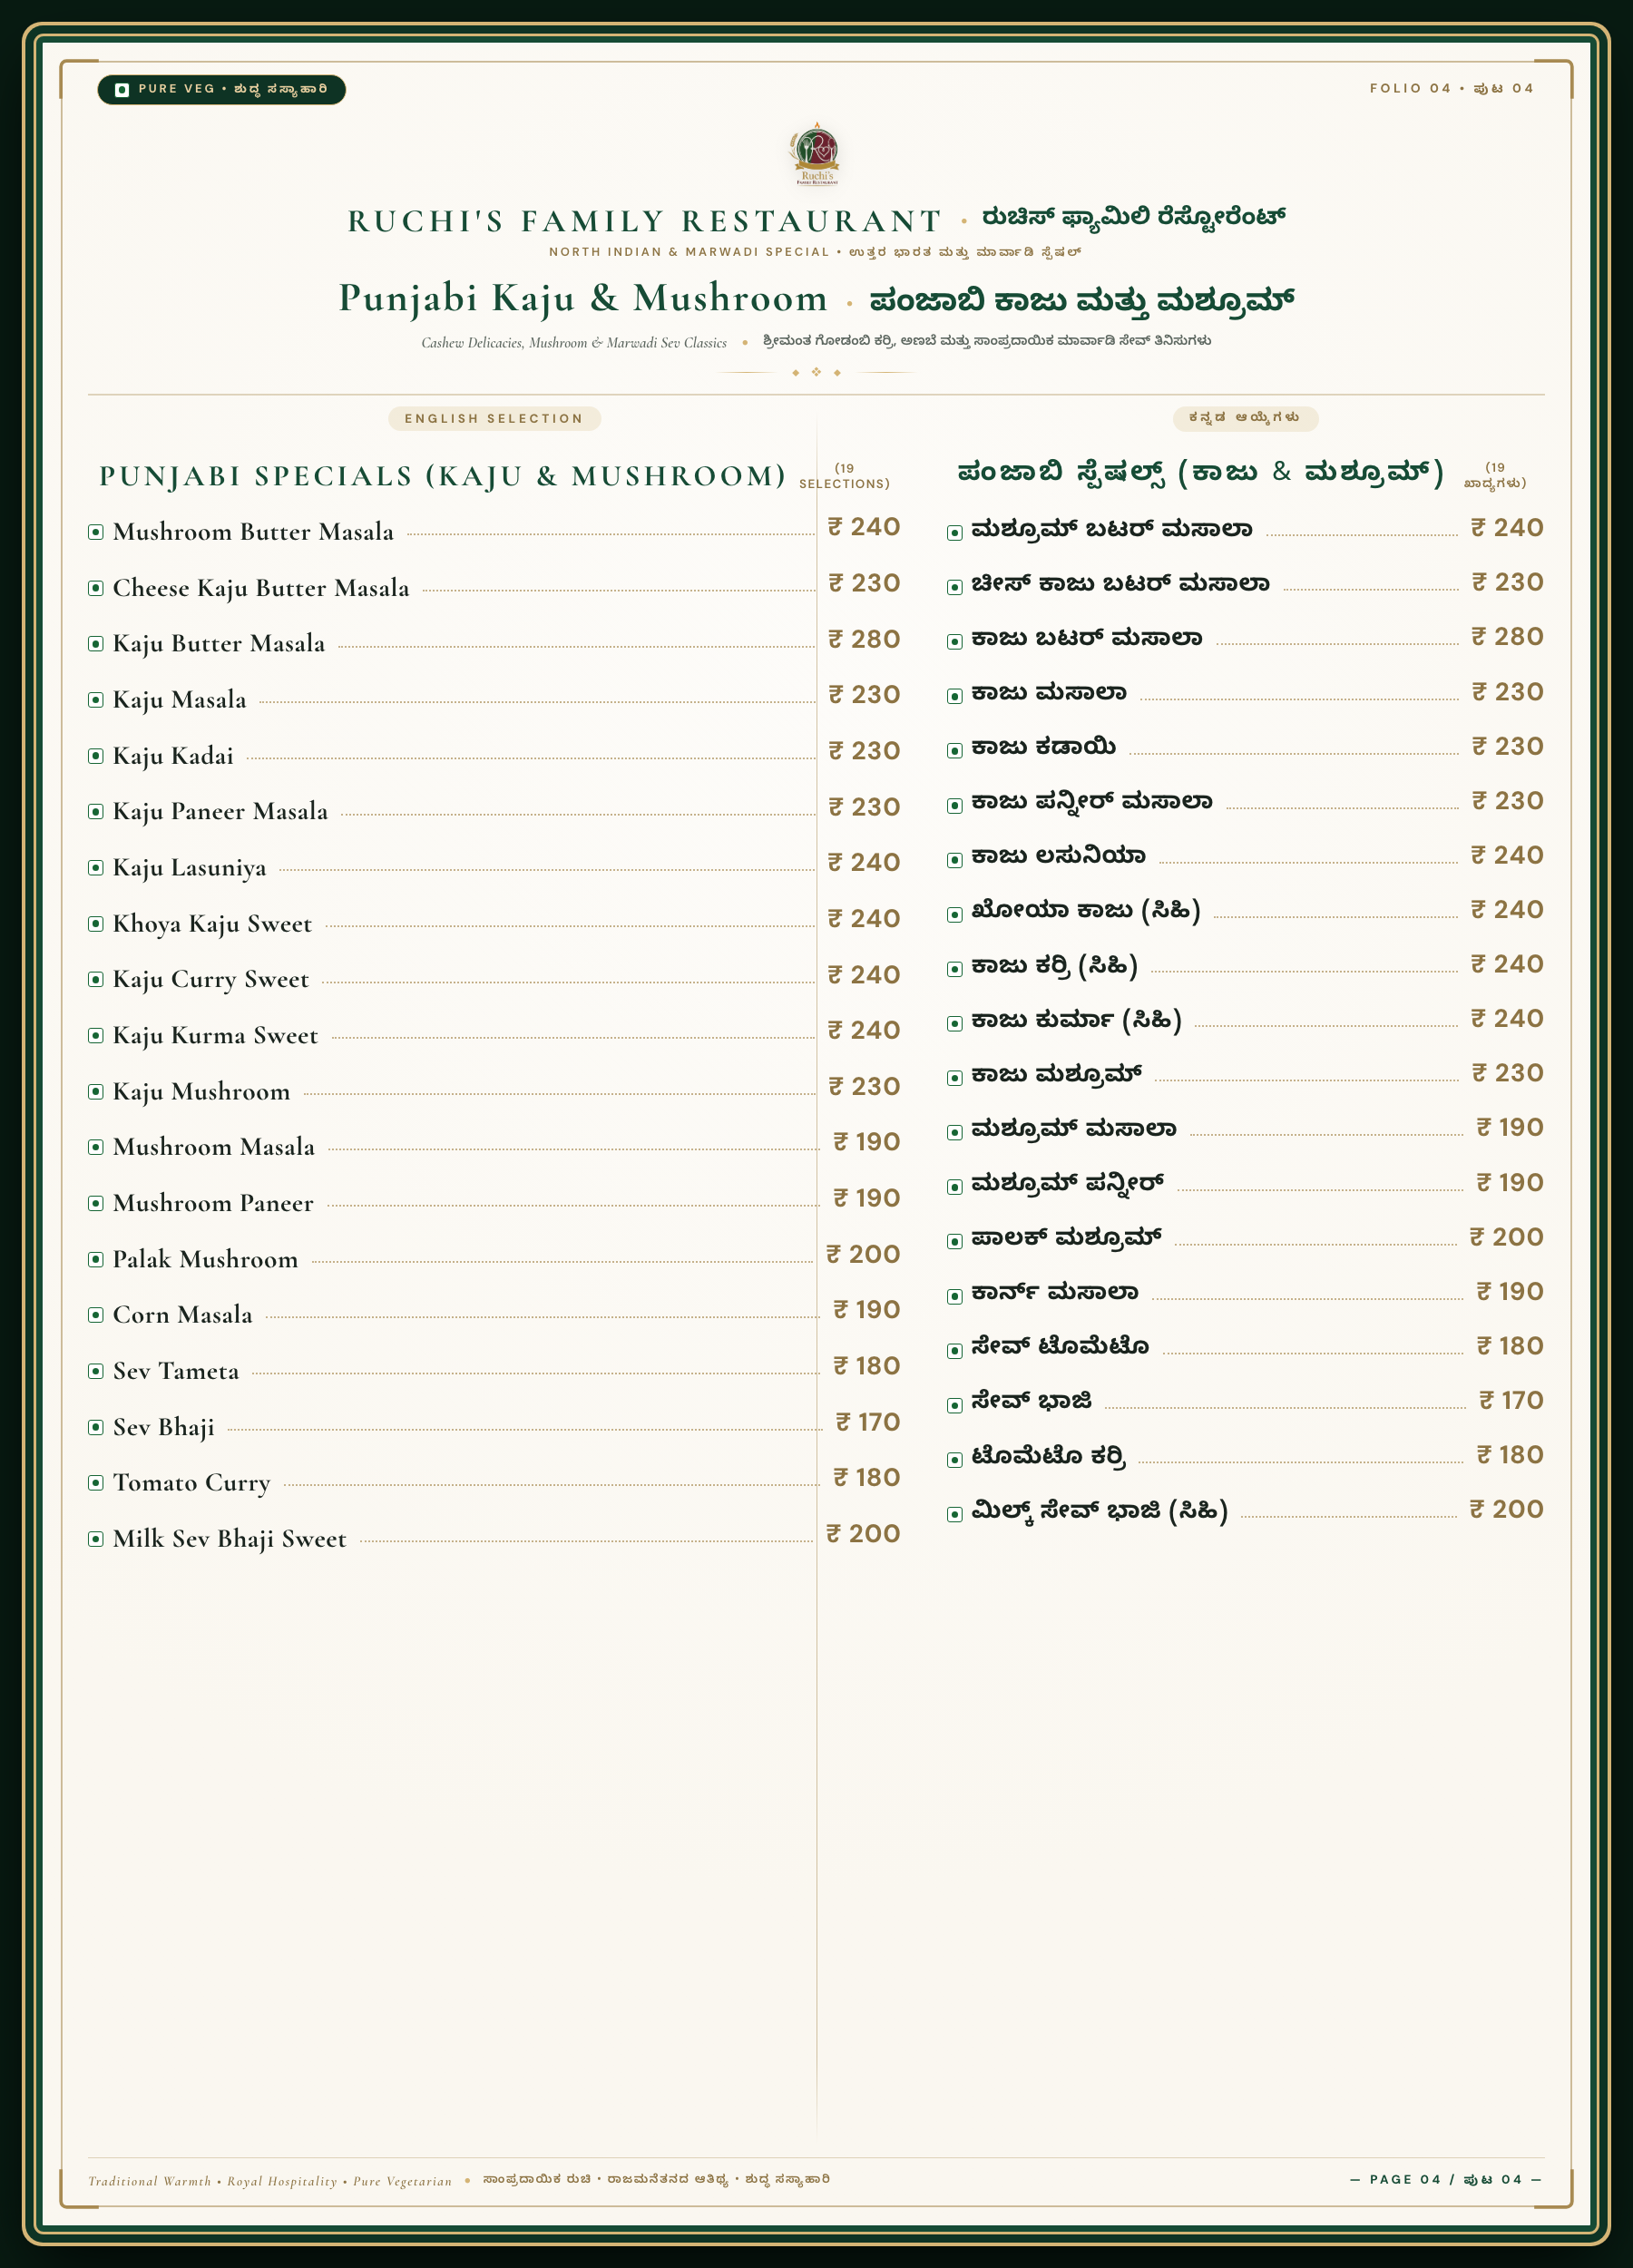 PURE VEG • ಶುದ್ಧ ಸಸ್ಯಾಹಾರಿ
FOLIO 04 • ಪುಟ 04
Ruchi's
FAMILY RESTAURANT
RUCHI'S FAMILY RESTAURANT • ರುಚಿಸ್ ಫ್ಯಾಮಿಲಿ ರೆಸ್ಟೋರೆಂಟ್
NORTH INDIAN & MARWADI SPECIAL • ಉತ್ತರ ಭಾರತ ಮತ್ತು ಮಾರ್ವಾಡಿ ಸ್ಪೆಷಲ್
Punjabi Kaju & Mushroom • ಪಂಜಾಬಿ ಕಾಜು ಮತ್ತು ಮಶ್ರೂಮ್
Cashew Delicacies, Mushroom & Marwadi Sev Classics • ಶ್ರೀಮಂತ ಗೋಡಂಬಿ ಕರ್ರಿ, ಅಣಬೆ ಮತ್ತು ಸಾಂಪ್ರದಾಯಿಕ ಮಾರ್ವಾಡಿ ಸೇವ್ ತಿನಿಸುಗಳು
ENGLISH SELECTION
PUNJABI SPECIALS (KAJU & MUSHROOM) (19 SELECTIONS)
Mushroom Butter Masala ₹ 240
Cheese Kaju Butter Masala ₹ 230
Kaju Butter Masala ₹ 280
Kaju Masala ₹ 230
Kaju Kadai ₹ 230
Kaju Paneer Masala ₹ 230
Kaju Lasuniya ₹ 240
Khoya Kaju Sweet ₹ 240
Kaju Curry Sweet ₹ 240
Kaju Kurma Sweet ₹ 240
Kaju Mushroom ₹ 230
Mushroom Masala ₹ 190
Mushroom Paneer ₹ 190
Palak Mushroom ₹ 200
Corn Masala ₹ 190
Sev Tameta ₹ 180
Sev Bhaji ₹ 170
Tomato Curry ₹ 180
Milk Sev Bhaji Sweet ₹ 200
ಕನ್ನಡ ಆಯ್ಕೆಗಳು
ಪಂಜಾಬಿ ಸ್ಪೆಷಲ್ಸ್ (ಕಾಜು & ಮಶ್ರೂಮ್) (19 ಖಾದ್ಯಗಳು)
ಮಶ್ರೂಮ್ ಬಟರ್ ಮಸಾಲಾ ₹ 240
ಚೀಸ್ ಕಾಜು ಬಟರ್ ಮಸಾಲಾ ₹ 230
ಕಾಜು ಬಟರ್ ಮಸಾಲಾ ₹ 280
ಕಾಜು ಮಸಾಲಾ ₹ 230
ಕಾಜು ಕಡಾಯಿ ₹ 230
ಕಾಜು ಪನ್ನೀರ್ ಮಸಾಲಾ ₹ 230
ಕಾಜು ಲಸುನಿಯಾ ₹ 240
ಖೋಯಾ ಕಾಜು (ಸಿಹಿ) ₹ 240
ಕಾಜು ಕರ್ರಿ (ಸಿಹಿ) ₹ 240
ಕಾಜು ಕುರ್ಮಾ (ಸಿಹಿ) ₹ 240
ಕಾಜು ಮಶ್ರೂಮ್ ₹ 230
ಮಶ್ರೂಮ್ ಮಸಾಲಾ ₹ 190
ಮಶ್ರೂಮ್ ಪನ್ನೀರ್ ₹ 190
ಪಾಲಕ್ ಮಶ್ರೂಮ್ ₹ 200
ಕಾರ್ನ್ ಮಸಾಲಾ ₹ 190
ಸೇವ್ ಟೊಮೆಟೊ ₹ 180
ಸೇವ್ ಭಾಜಿ ₹ 170
ಟೊಮೆಟೊ ಕರ್ರಿ ₹ 180
ಮಿಲ್ಕ್ ಸೇವ್ ಭಾಜಿ (ಸಿಹಿ) ₹ 200
Traditional Warmth • Royal Hospitality • Pure Vegetarian • ಸಾಂಪ್ರದಾಯಿಕ ರುಚಿ • ರಾಜಮನೆತನದ ಆತಿಥ್ಯ • ಶುದ್ಧ ಸಸ್ಯಾಹಾರಿ
— PAGE 04 / ಪುಟ 04 —